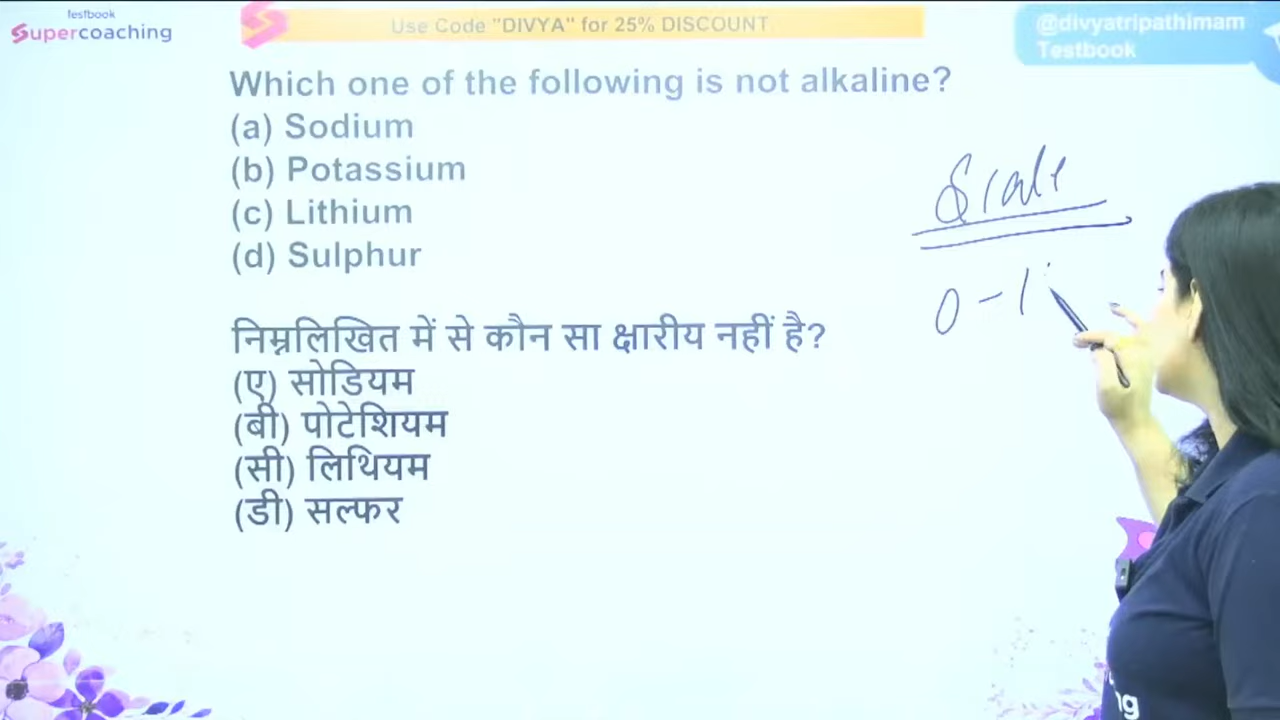 testbook
Supercoaching
Use Code "DIVYA" for 25% DISCOUNT
@divyatripathimam
Testbook
Which one of the following is not alkaline?
(a) Sodium
(b) Potassium
(c) Lithium
(d) Sulphur
Scale
0-1
निम्नलिखित में से कौन सा क्षारीय नहीं है?
(ए) सोडियम
(बी) पोटेशियम
(सी) लिथियम
(डी) सल्फर